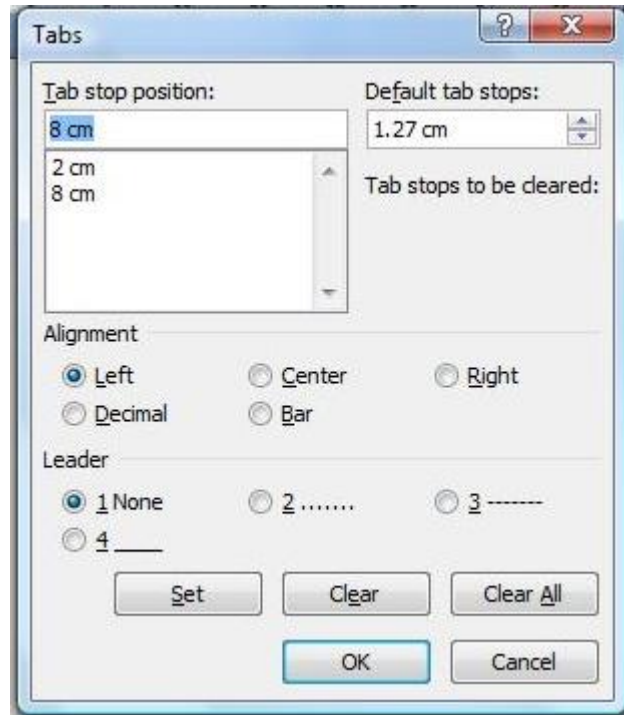 Tabs
Tab stop position:
Default tab stops:
8 cm
1.27 cm
2 cm
8 cm
Tab stops to be cleared:
Alignment
Left
Center
Right
Decimal
Bar
Leader
1 None
2 .......
3 -------
4 ____
Set
Clear
Clear All
OK
Cancel